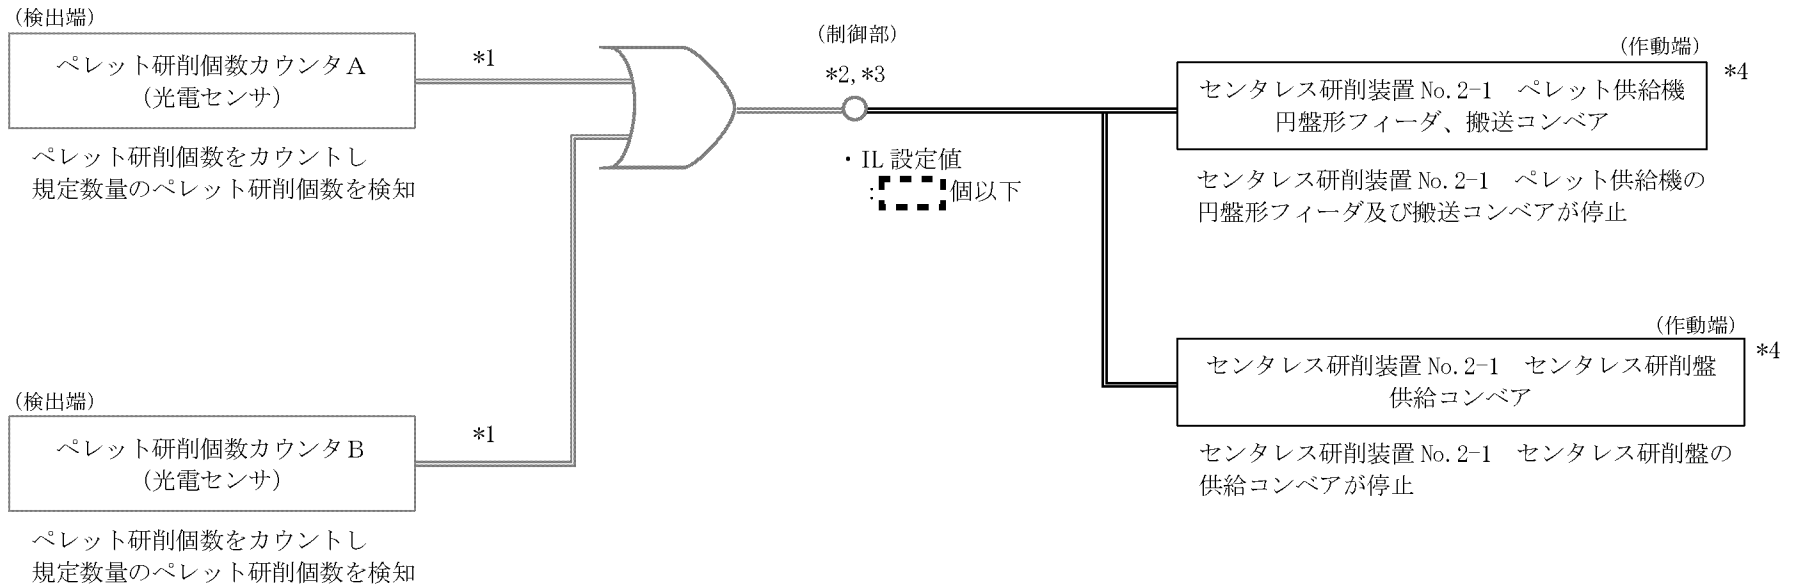 (検出端)
ペレット研削個数カウンタA
(光電センサ)
*1
ペレット研削個数をカウントし
規定数量のペレット研削個数を検知
(制御部)
*2, *3
・IL 設定値
: 個以下
(作動端)
*4
センタレス研削装置 No. 2-1 ペレット供給機
円盤形フィーダ、搬送コンベア
センタレス研削装置 No. 2-1 ペレット供給機の
円盤形フィーダ及び搬送コンベアが停止
(検出端)
ペレット研削個数カウンタB
(光電センサ)
*1
ペレット研削個数をカウントし
規定数量のペレット研削個数を検知
(作動端)
*4
センタレス研削装置 No. 2-1 センタレス研削盤
供給コンベア
センタレス研削装置 No. 2-1 センタレス研削盤の
供給コンベアが停止